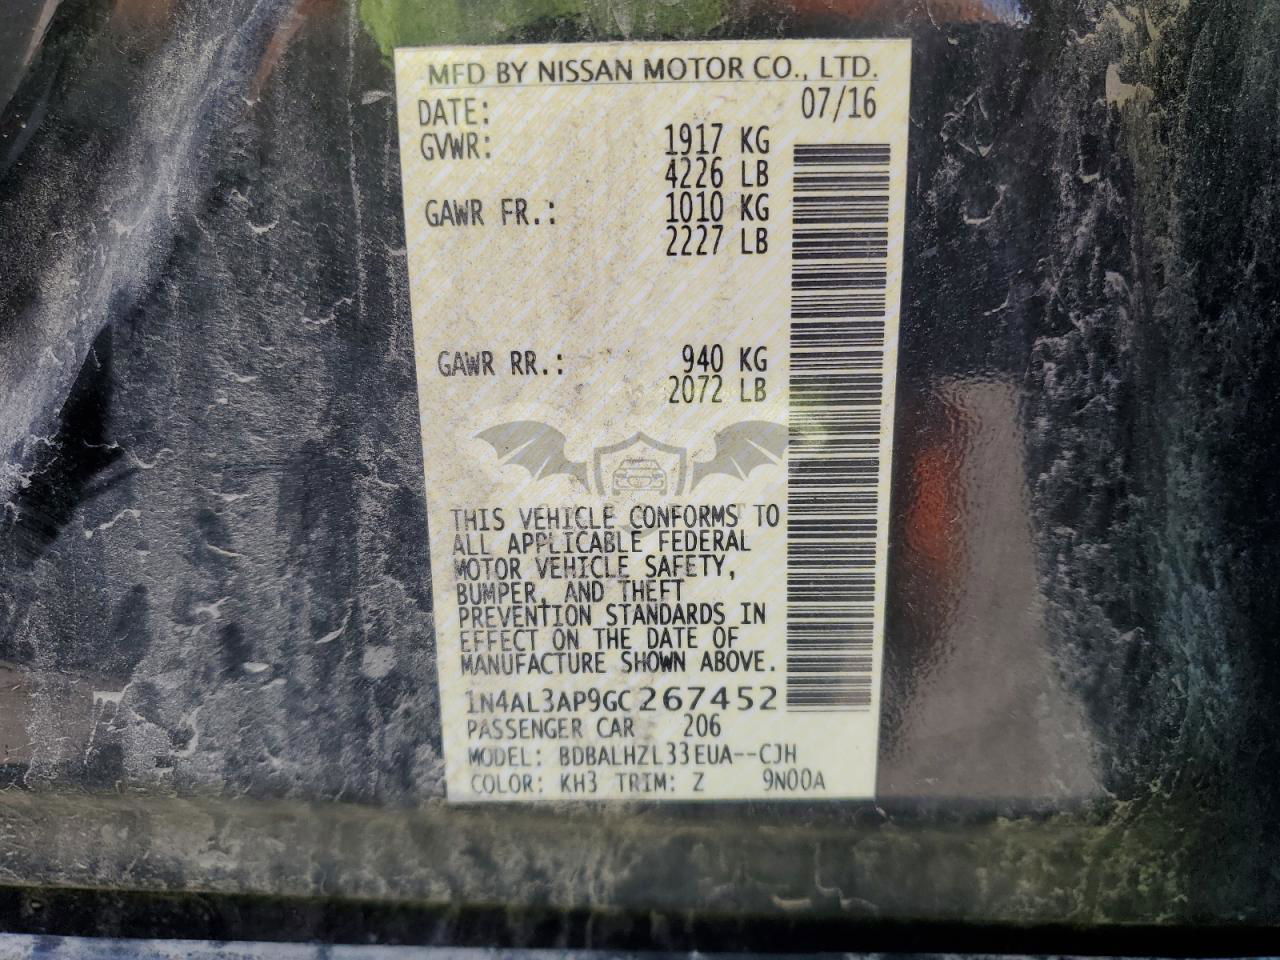 MFD BY NISSAN MOTOR CO., LTD.
DATE: 07/16
GVWR: 1917 KG
4226 LB
GAWR FR.: 1010 KG
2227 LB
GAWR RR.: 940 KG
2072 LB
THIS VEHICLE CONFORMS TO
ALL APPLICABLE FEDERAL
MOTOR VEHICLE SAFETY,
BUMPER, AND THEFT
PREVENTION STANDARDS IN
EFFECT ON THE DATE OF
MANUFACTURE SHOWN ABOVE.
1N4AL3AP9GC267452
PASSENGER CAR 206
MODEL: BDBALHZL33EUA--CJH
COLOR: KH3 TRIM: Z 9N00A